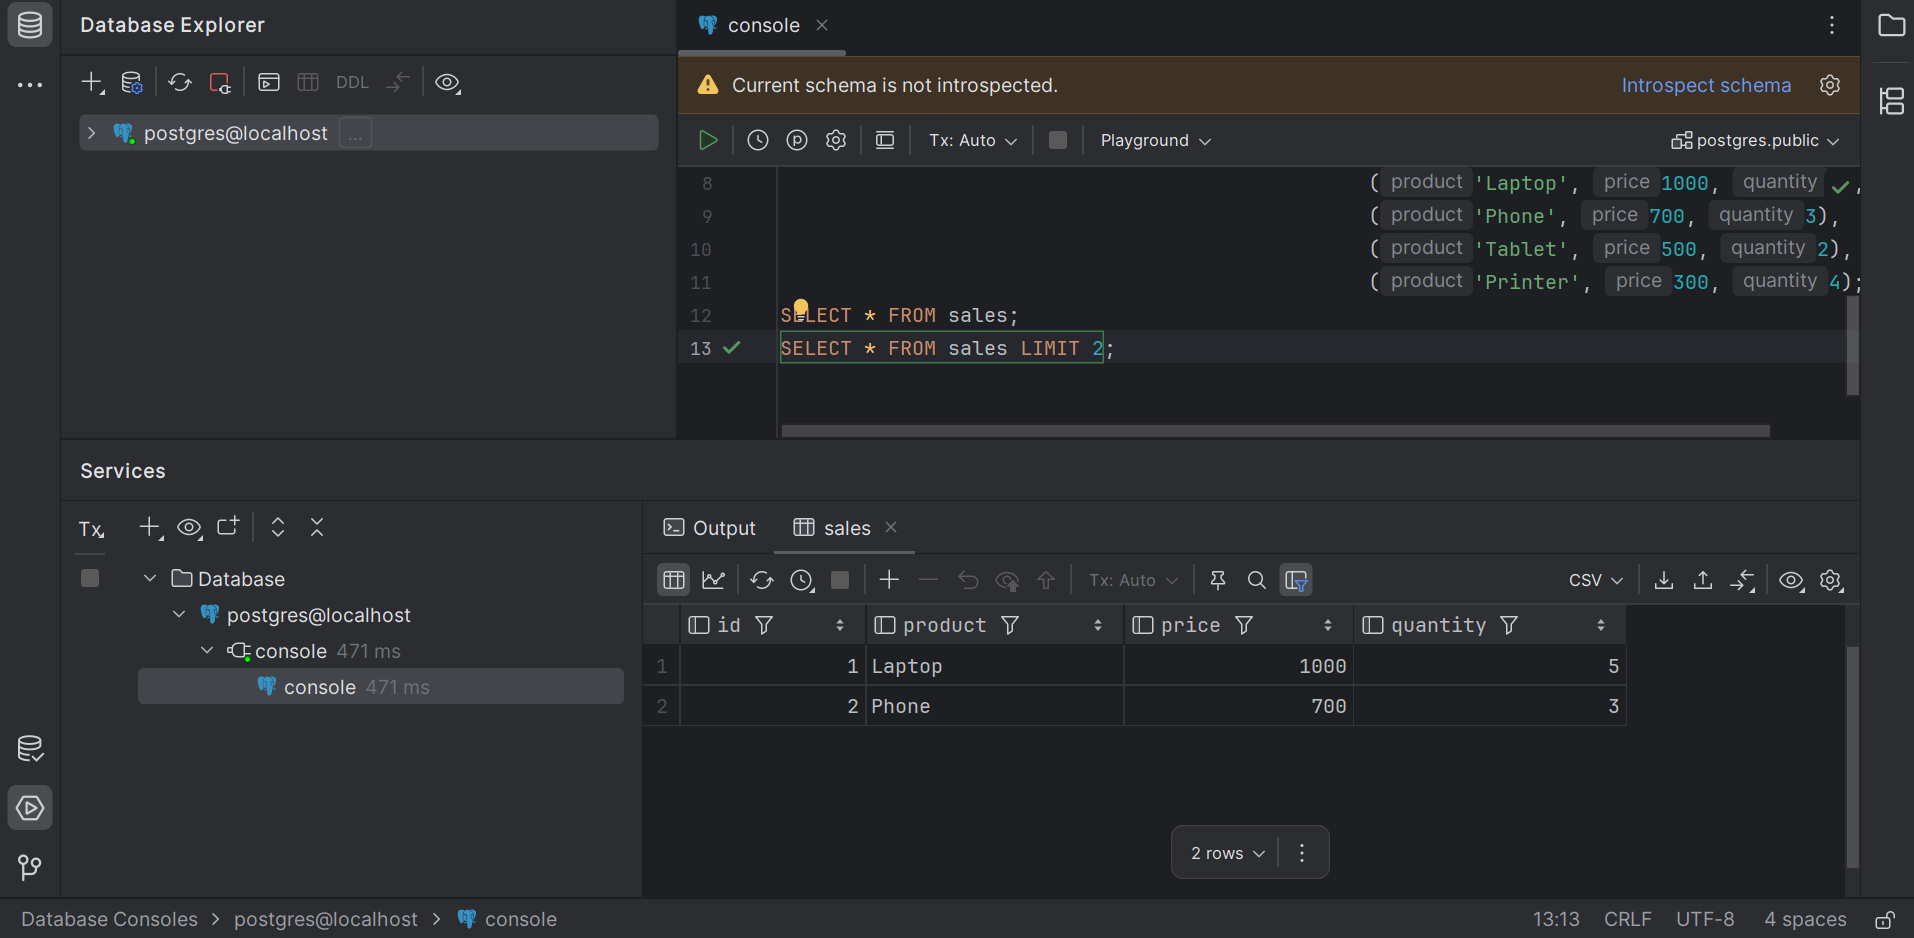 Database Explorer
console
DDL
Current schema is not introspected.
Introspect schema
postgres@localhost ...
Tx: Auto
Playground
postgres.public
8 (product 'Laptop', price 1000, quantity ,
9 (product 'Phone', price 700, quantity 3),
10 (product 'Tablet', price 500, quantity 2),
11 (product 'Printer', price 300, quantity 4);
12 SELECT * FROM sales;
13 SELECT * FROM sales LIMIT 2;
Services
Tx
Output
sales
Database
postgres@localhost
console 471 ms
console 471 ms
Tx: Auto
CSV
id product price quantity
1 1 Laptop 1000 5
2 2 Phone 700 3
2 rows
Database Consoles > postgres@localhost > console
13:13 CRLF UTF-8 4 spaces